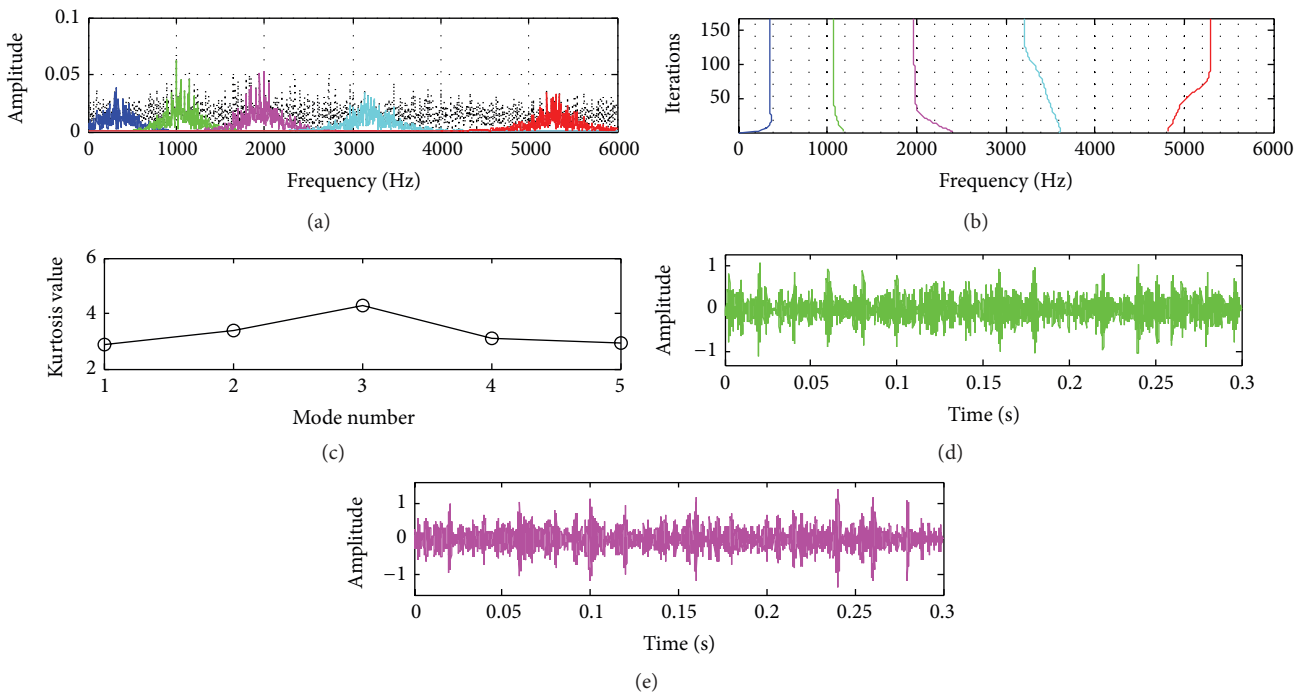 0.1
0.05
0
Amplitude
0 1000 2000 3000 4000 5000 6000
Frequency (Hz)
(a)
150
100
50
Iterations
0 1000 2000 3000 4000 5000 6000
Frequency (Hz)
(b)
6
4
2
Kurtosis value
1 2 3 4 5
Mode number
(c)
1
0
−1
Amplitude
0 0.05 0.1 0.15 0.2 0.25 0.3
Time (s)
(d)
1
0
−1
Amplitude
0 0.05 0.1 0.15 0.2 0.25 0.3
Time (s)
(e)